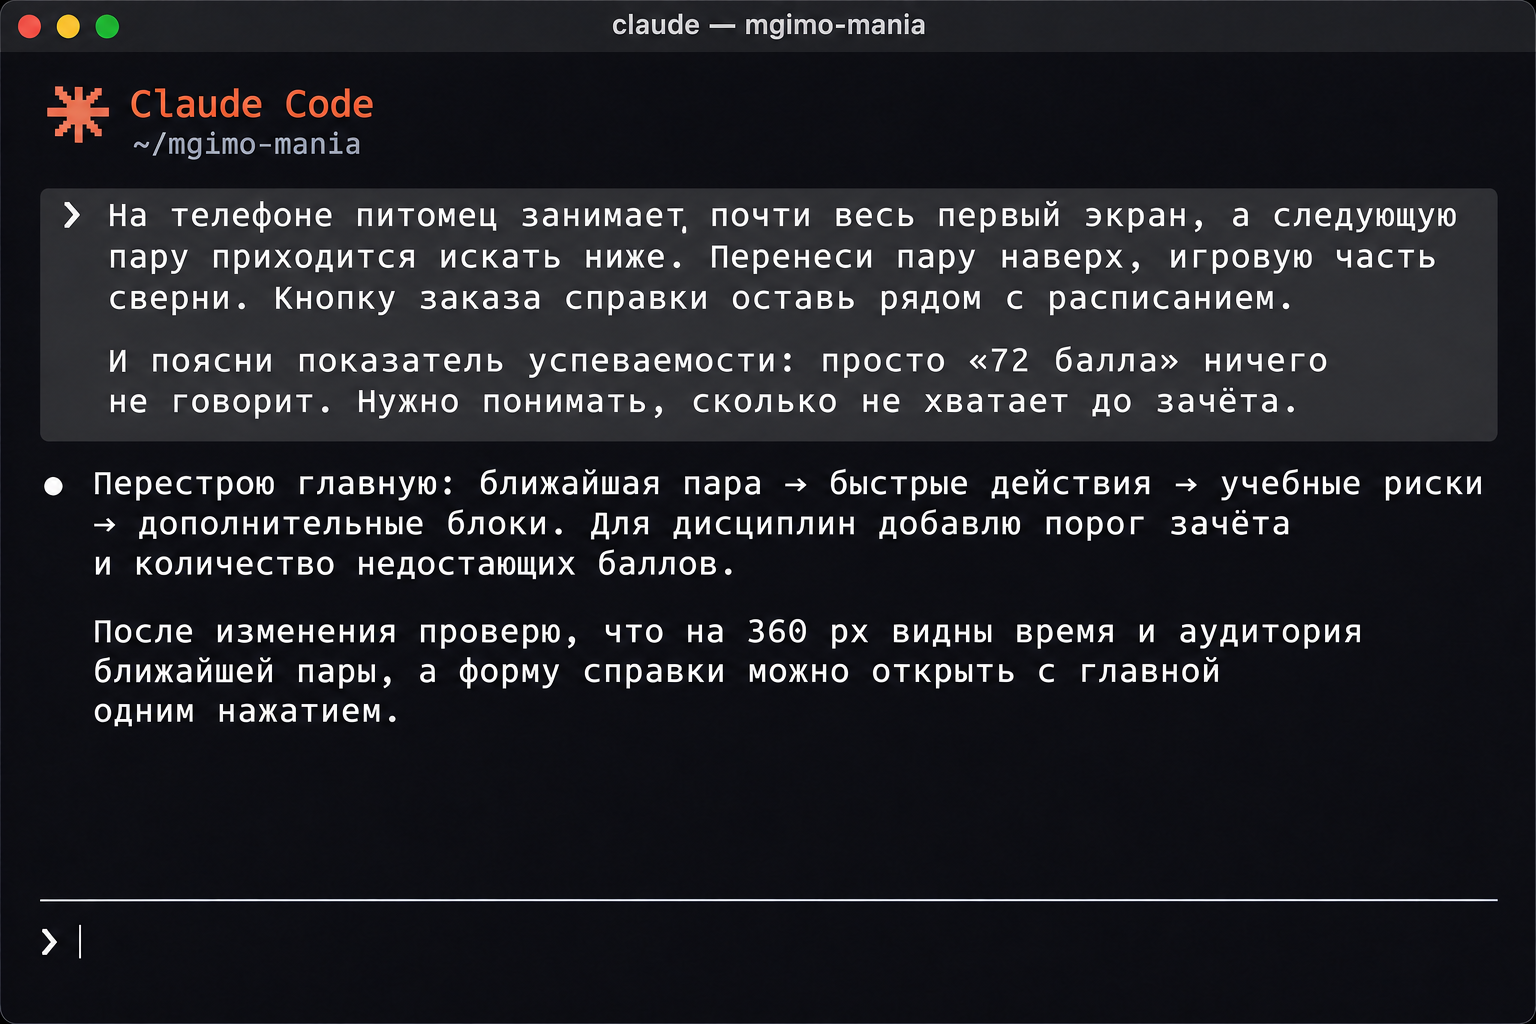 claude — mgimo-mania
Claude Code
~/mgimo-mania
❯ На телефоне питомец занимает почти весь первый экран, а следующую
пару приходится искать ниже. Перенеси пару наверх, игровую часть
сверни. Кнопку заказа справки оставь рядом с расписанием.
И поясни показатель успеваемости: просто «72 балла» ничего
не говорит. Нужно понимать, сколько не хватает до зачёта.
● Перестрою главную: ближайшая пара → быстрые действия → учебные риски
→ дополнительные блоки. Для дисциплин добавлю порог зачёта
и количество недостающих баллов.
После изменения проверю, что на 360 px видны время и аудитория
ближайшей пары, а форму справки можно открыть с главной
одним нажатием.
❯